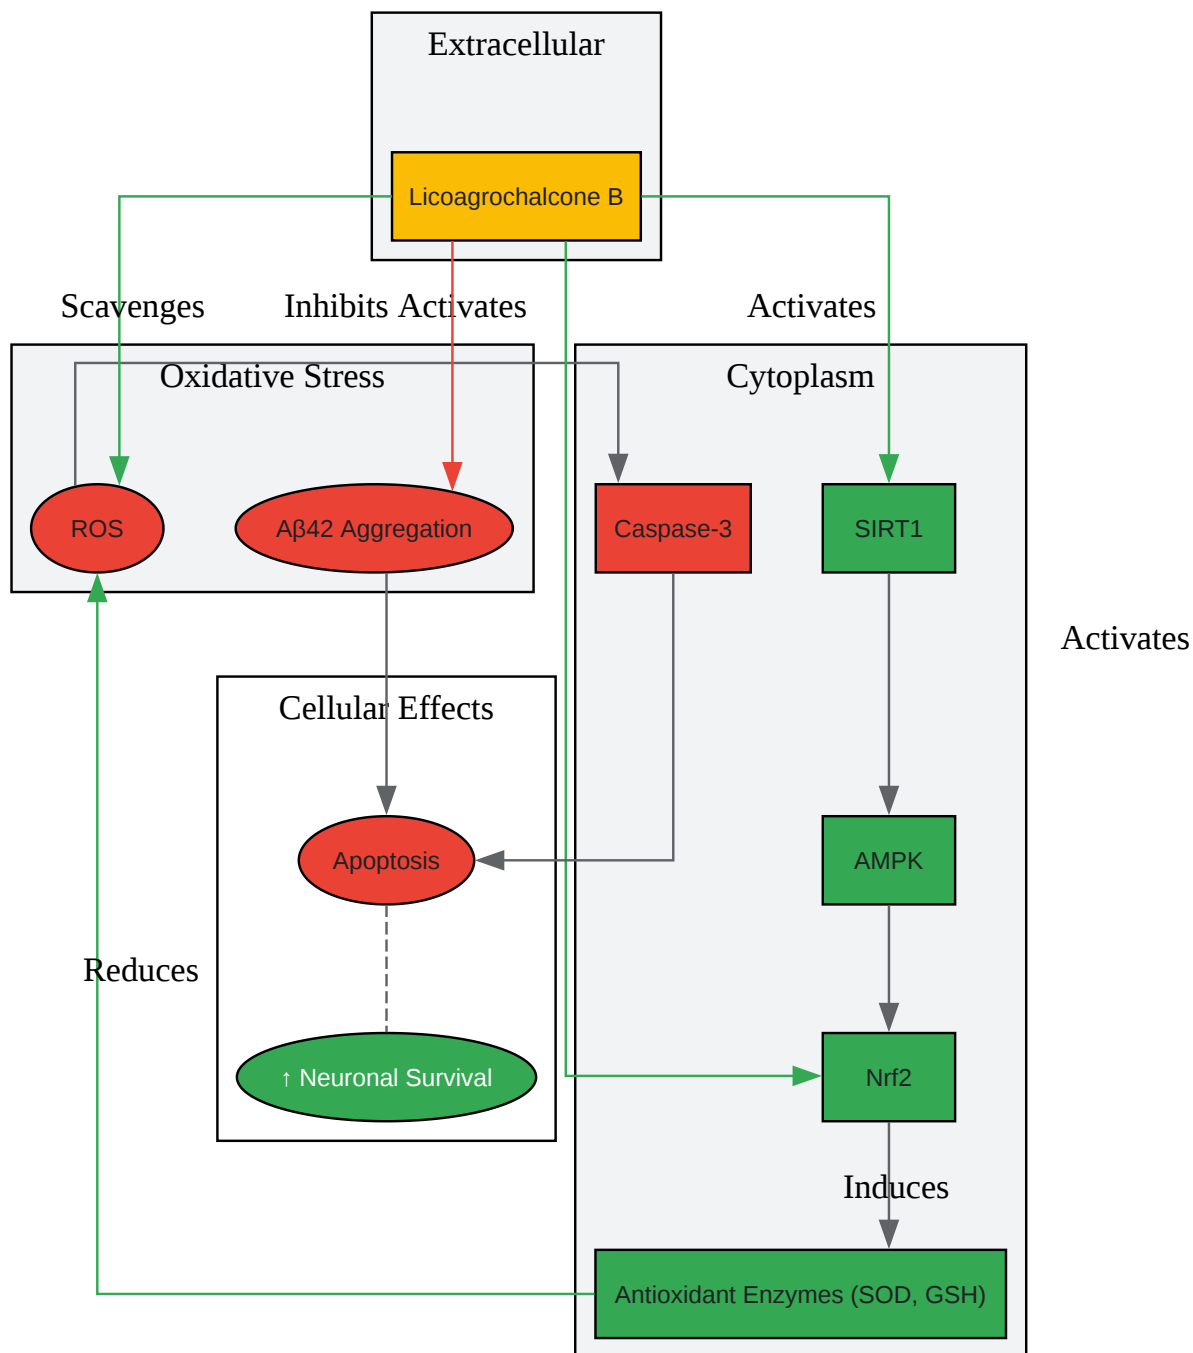 Extracellular
Licoagrochalcone B
Scavenges
Inhibits
Activates
Activates
Oxidative Stress
Cytoplasm
ROS
Aβ42 Aggregation
Caspase-3
SIRT1
Activates
Cellular Effects
Apoptosis
AMPK
Reduces
↑ Neuronal Survival
Nrf2
Induces
Antioxidant Enzymes (SOD, GSH)